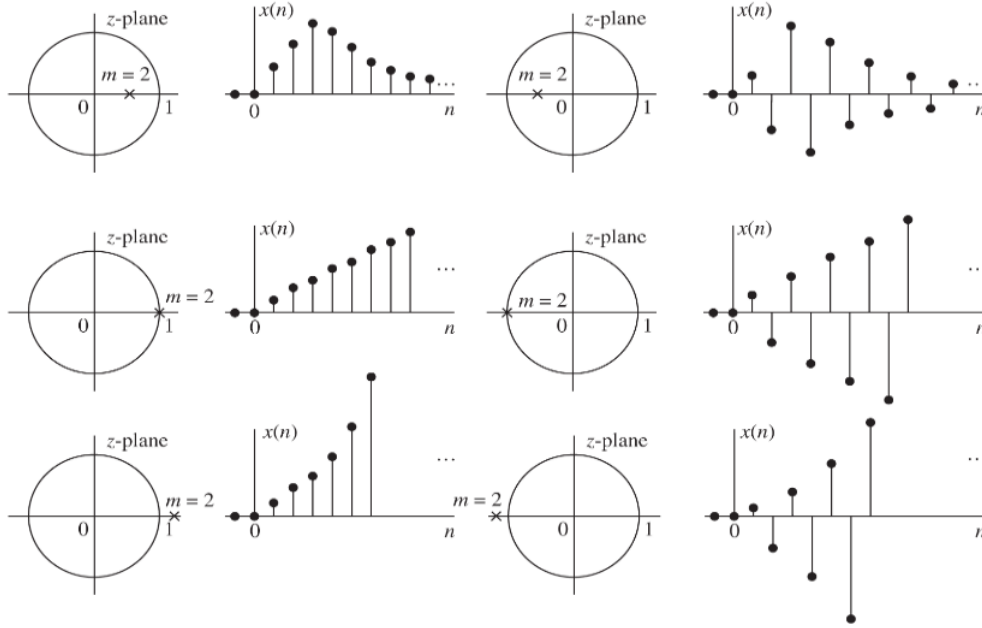 z-plane
m = 2
0
1
x(n)
0
...
n
z-plane
m = 2
0
1
x(n)
0
...
n
z-plane
m = 2
0
1
x(n)
0
...
n
z-plane
m = 2
0
1
x(n)
0
...
z-plane
m = 2
0
1
x(n)
0
...
n
z-plane
m = 2
0
1
x(n)
0
...